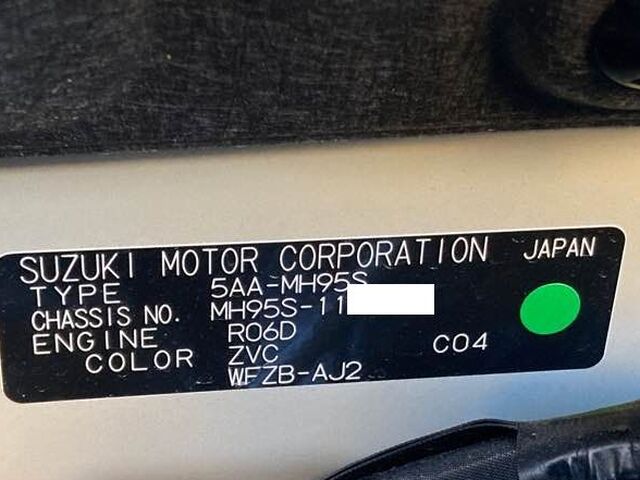 SUZUKI MOTOR CORPORATION JAPAN
TYPE 5AA-MH95S
CHASSIS NO. MH95S-11
ENGINE R06D
COLOR ZVC C04
WFZB-AJ2